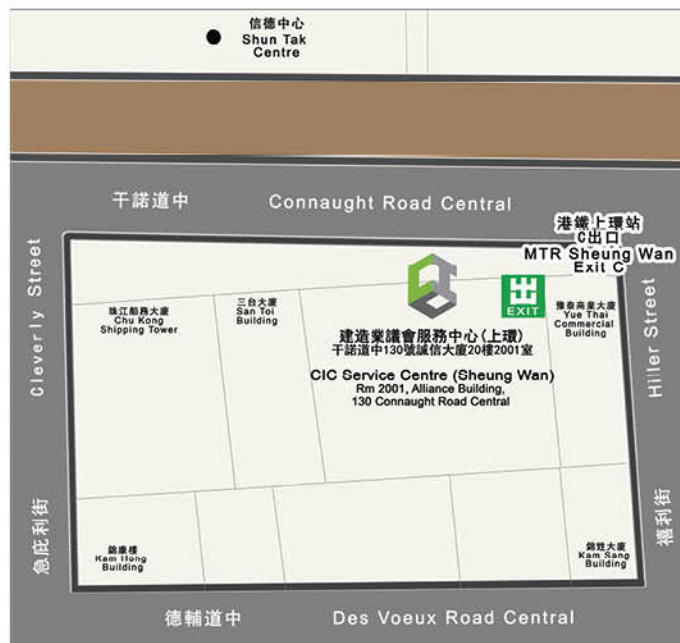 信德中心
Shun Tak
Centre
干諾道中
Connaught Road Central
港鐵上環站
C出口
MTR Sheung Wan
Exit C
Cleverly Street
急庇利街
Hiller Street
禧利街
珠江船務大廈
Chu Kong
Shipping Tower
三台大廈
San Toi
Building
出
EXIT
豫泰商業大廈
Yue Thai
Commercial
Building
建造業議會服務中心(上環)
干諾道中130號誠信大廈20樓2001室
CIC Service Centre (Sheung Wan)
Rm 2001, Alliance Building,
130 Connaught Road Central
錦康樓
Kam Hong
Building
錦甡大廈
Kam Sang
Building
德輔道中
Des Voeux Road Central